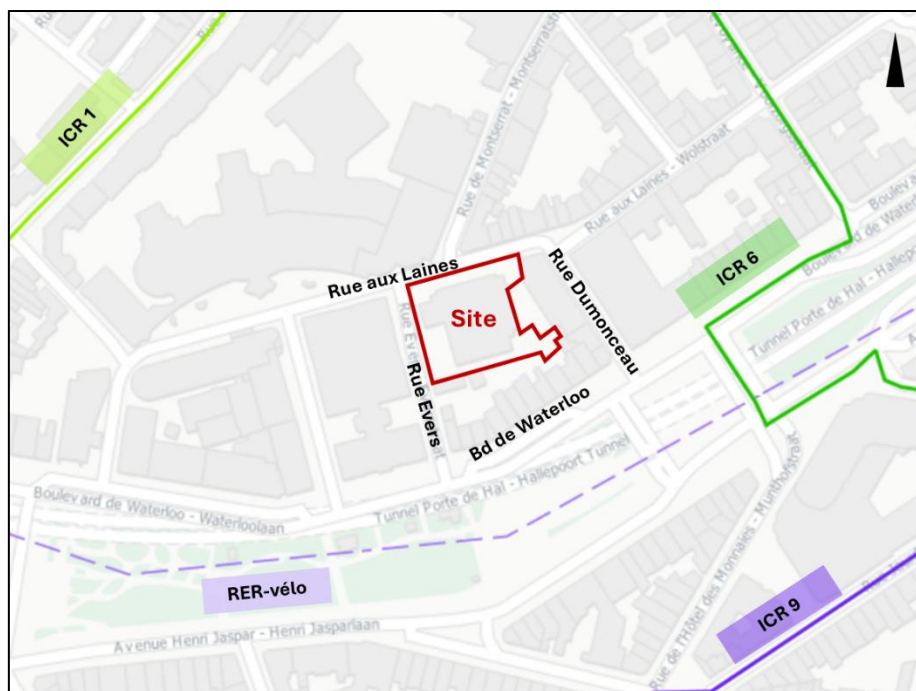 ICR 1
Rue de Montserrat - Montserratstraat
Rue aux Laines - Wolstraat
Boulevard de Waterloo
ICR 6
Rue aux Laines
Rue Dumonceau
Site
Rue Evers
Bd de Waterloo
Tunnel Porte de Hal - Hallepoort
Tunnel Porte de Hal - Hallepoort Tunnel
Boulevard de Waterloo - Waterloolaan
RER-vélo
Avenue Henri Jaspar - Henri Jasparlaan
Rue de l'Hôtel des Monnaies - Munthofstraat
ICR 9